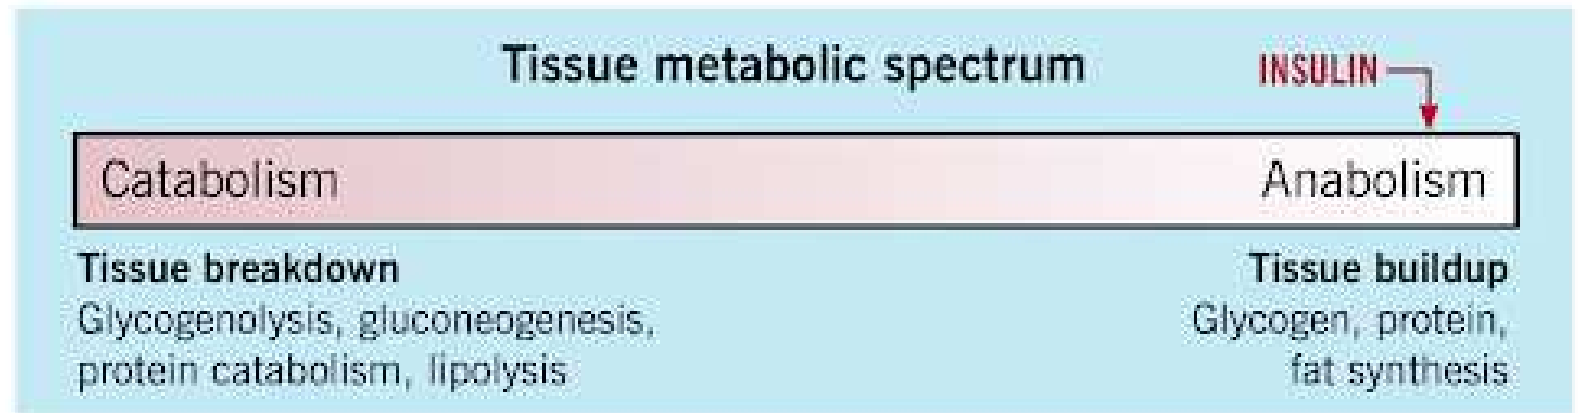 Tissue metabolic spectrum
INSULIN
Catabolism
Anabolism
Tissue breakdown
Glycogenolysis, gluconeogenesis,
protein catabolism, lipolysis
Tissue buildup
Glycogen, protein,
fat synthesis